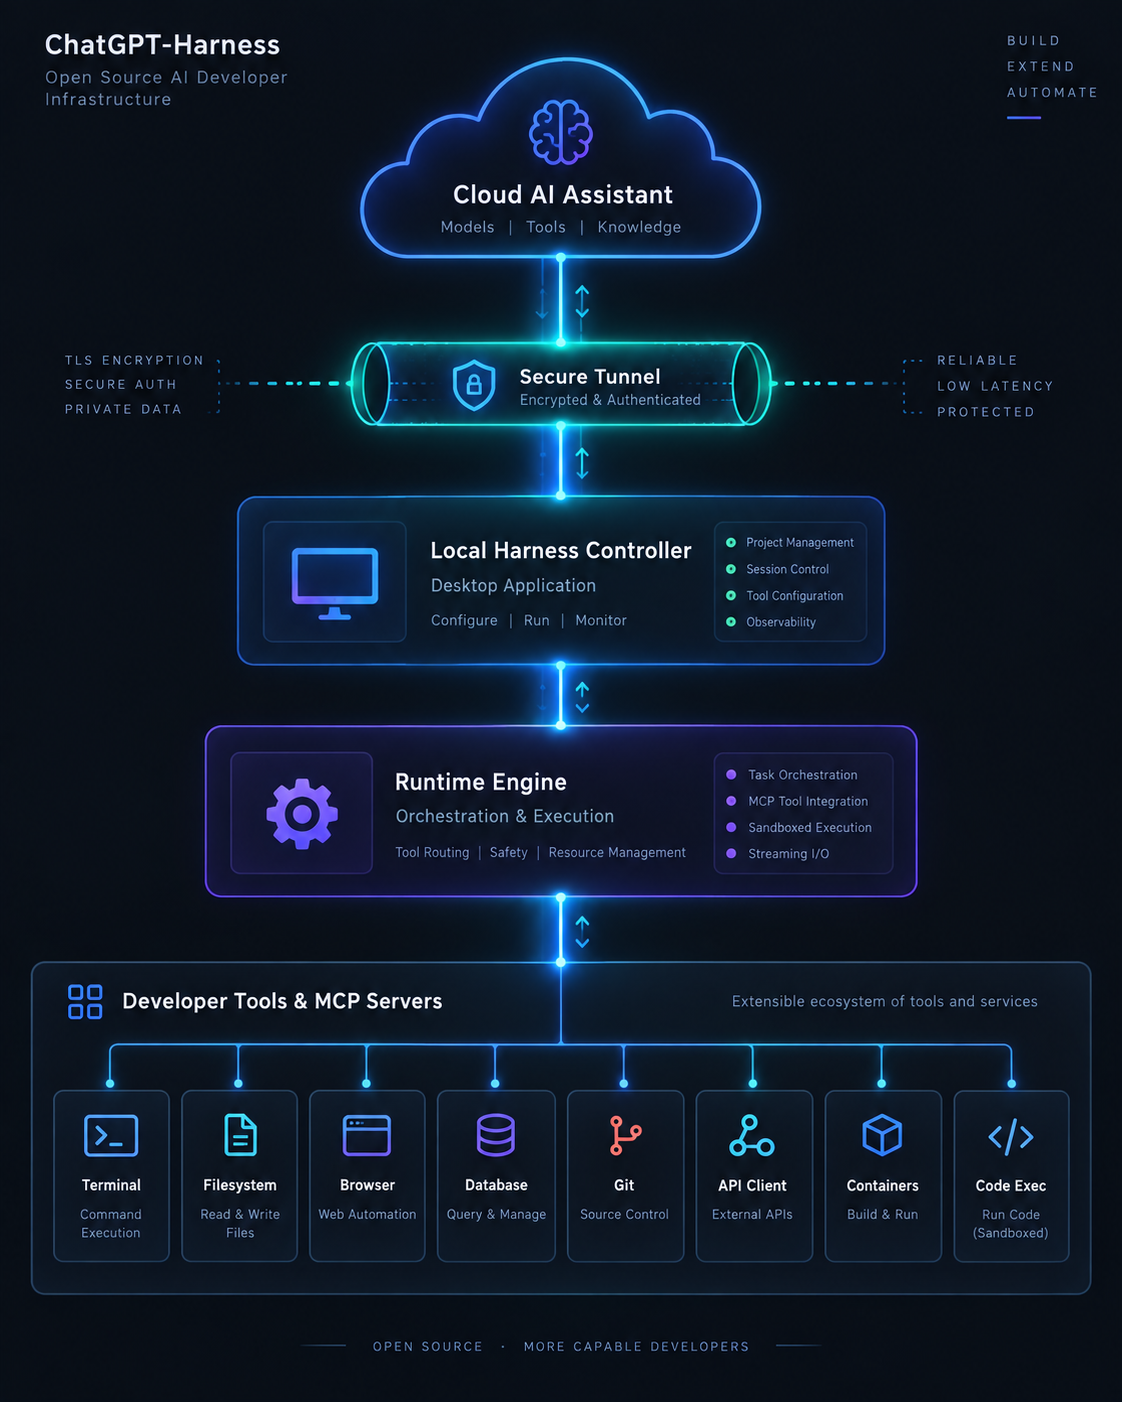 ChatGPT-Harness
Open Source AI Developer
Infrastructure
BUILD
EXTEND
AUTOMATE
Cloud AI Assistant
Models | Tools | Knowledge
TLS ENCRYPTION
SECURE AUTH
PRIVATE DATA
Secure Tunnel
Encrypted & Authenticated
RELIABLE
LOW LATENCY
PROTECTED
Local Harness Controller
Desktop Application
Configure | Run | Monitor
Project Management
Session Control
Tool Configuration
Observability
Runtime Engine
Orchestration & Execution
Tool Routing | Safety | Resource Management
Task Orchestration
MCP Tool Integration
Sandboxed Execution
Streaming I/O
Developer Tools & MCP Servers
Extensible ecosystem of tools and services
Terminal
Command
Execution
Filesystem
Read & Write
Files
Browser
Web Automation
Database
Query & Manage
Git
Source Control
API Client
External APIs
Containers
Build & Run
Code Exec
Run Code
(Sandboxed)
OPEN SOURCE · MORE CAPABLE DEVELOPERS